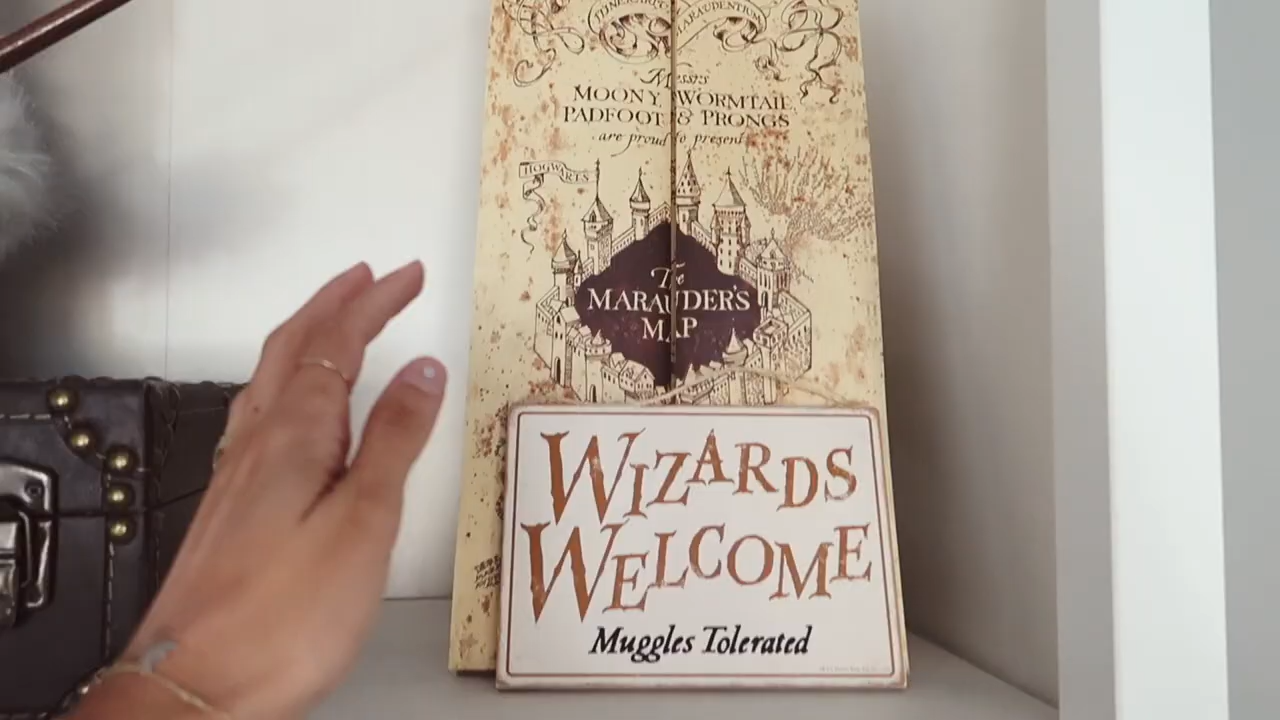 Messrs
MOONY, WORMTAIL,
PADFOOT & PRONGS
are proud to present
HOGWARTS
The
MARAUDER'S
MAP
WIZARDS
WELCOME
Muggles Tolerated